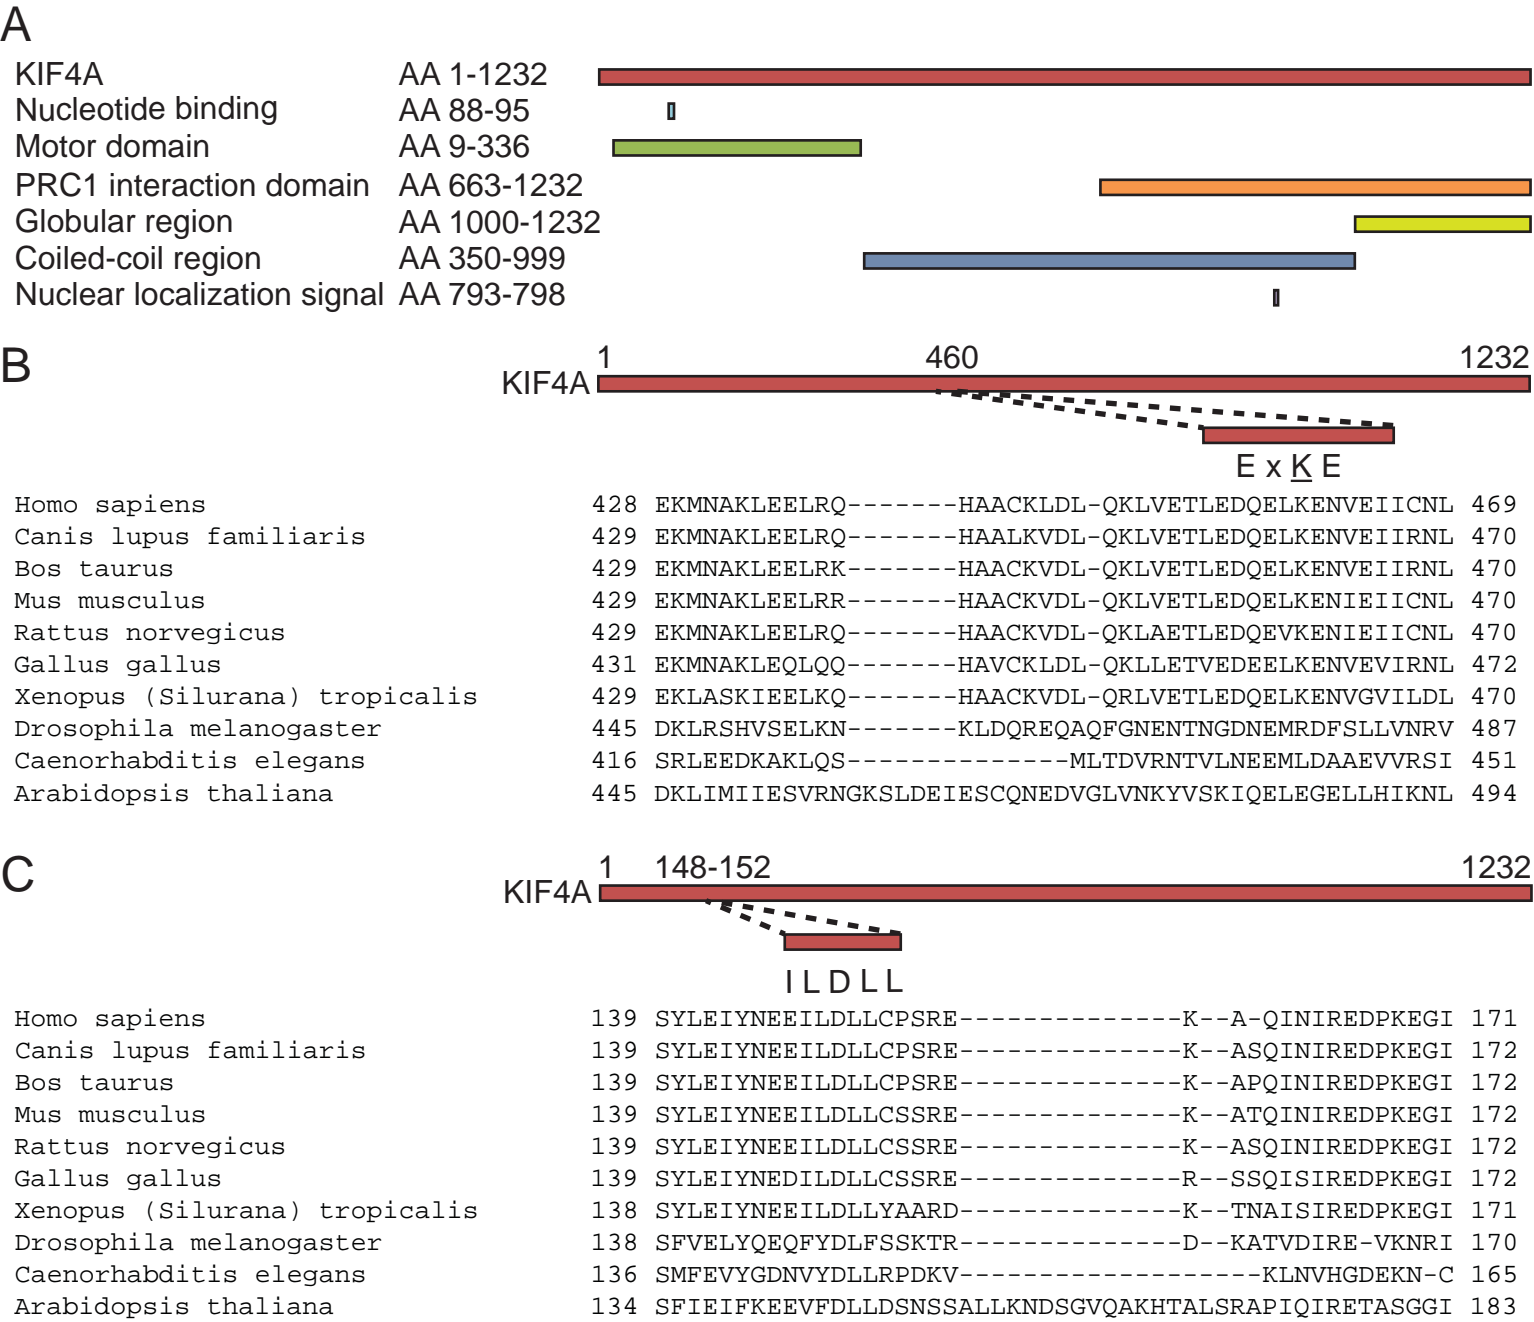 A
KIF4A AA 1-1232
Nucleotide binding AA 88-95
Motor domain AA 9-336
PRC1 interaction domain AA 663-1232
Globular region AA 1000-1232
Coiled-coil region AA 350-999
Nuclear localization signal AA 793-798
B
1 460 1232
KIF4A
E x K E
Homo sapiens 428 EKMNAKLEELRQ-------HAACKLDL-QKLVETLEDQELKENVEIICNL 469
Canis lupus familiaris 429 EKMNAKLEELRQ-------HAALKVDL-QKLVETLEDQELKENVEIIRNL 470
Bos taurus 429 EKMNAKLEELRK-------HAACKVDL-QKLVETLEDQELKENVEIIRNL 470
Mus musculus 429 EKMNAKLEELRR-------HAACKVDL-QKLVETLEDQELKENIEIICNL 470
Rattus norvegicus 429 EKMNAKLEELRQ-------HAACKVDL-QKLAETLEDQEVKENIEIICNL 470
Gallus gallus 431 EKMNAKLEQLQQ-------HAVCKLDL-QKLLETVEDEELKENVEVIRNL 472
Xenopus (Silurana) tropicalis 429 EKLASKIEELKQ-------HAACKVDL-QRLVETLEDQELKENVGVILDL 470
Drosophila melanogaster 445 DKLRSHVSELKN-------KLDQREQAQFGNENTNGDNEMRDFSLLVNRV 487
Caenorhabditis elegans 416 SRLEEDKAKLQS--------------MLTDVRNTVLNEEMLDAAEVVRSI 451
Arabidopsis thaliana 445 DKLIMIIESVRNGKSLDEIESCQNEDVGLVNKYVSKIQELEGELLHIKNL 494
C
1 148-152 1232
KIF4A
I L D L L
Homo sapiens 139 SYLEIYNEEILDLLCPSRE--------------K--A-QINIREDPKEGI 171
Canis lupus familiaris 139 SYLEIYNEEILDLLCPSRE--------------K--ASQINIREDPKEGI 172
Bos taurus 139 SYLEIYNEEILDLLCPSRE--------------K--APQINIREDPKEGI 172
Mus musculus 139 SYLEIYNEEILDLLCSSRE--------------K--ATQINIREDPKEGI 172
Rattus norvegicus 139 SYLEIYNEEILDLLCSSRE--------------K--ASQINIREDPKEGI 172
Gallus gallus 139 SYLEIYNEDILDLLCSSRE--------------R--SSQISIREDPKEGI 172
Xenopus (Silurana) tropicalis 138 SYLEIYNEEILDLLYAARD--------------K--TNAISIREDPKEGI 171
Drosophila melanogaster 138 SFVELYQEQFYDLFSSKTR--------------D--KATVDIRE-VKNRI 170
Caenorhabditis elegans 136 SMFEVYGDNVYDLLRPDKV-------------------KLNVHGDEKN-C 165
Arabidopsis thaliana 134 SFIEIFKEEVFDLLDSNSSALLKNDSGVQAKHTALSRAPIQIRETASGGI 183